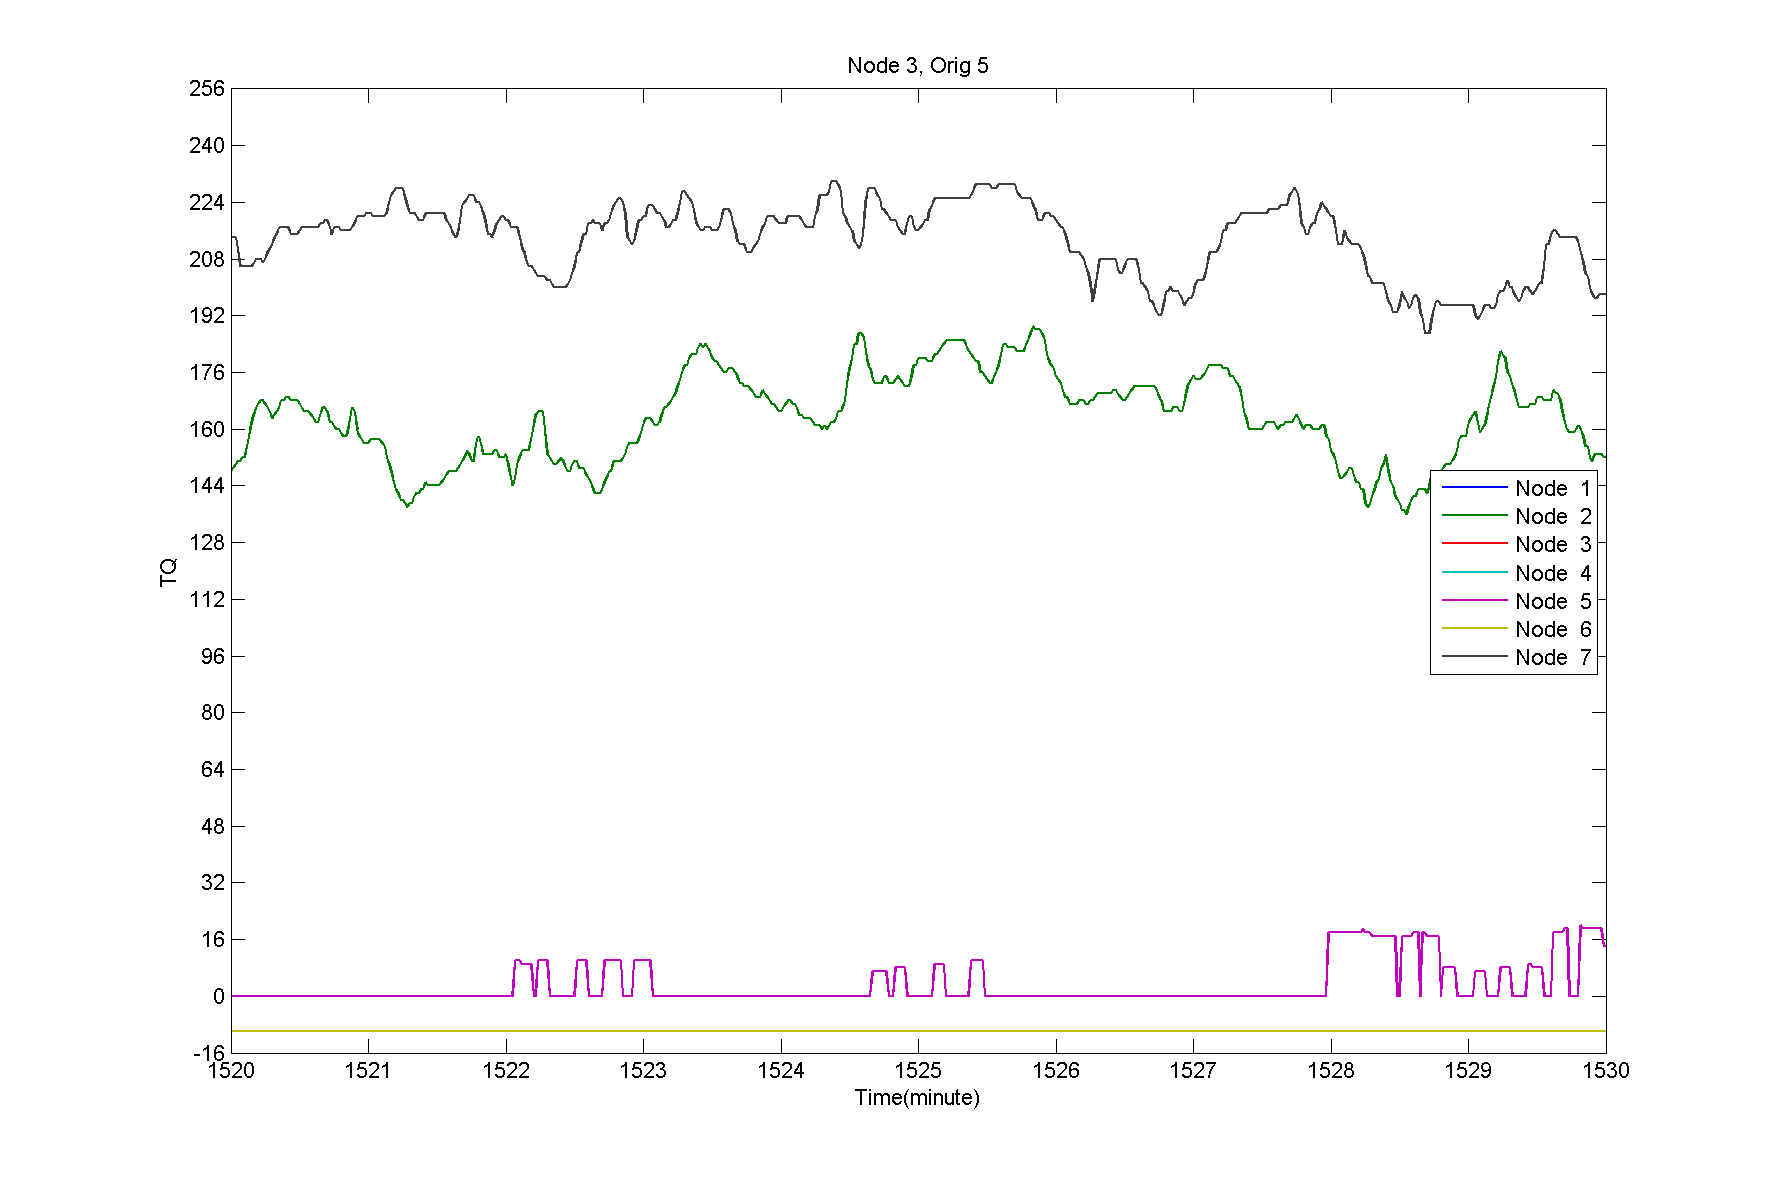 Node 3, Orig 5
256
240
224
208
192
176
160
144
128
112
96
80
64
48
32
16
0
-16
TQ
Node 1
Node 2
Node 3
Node 4
Node 5
Node 6
Node 7
1520 1521 1522 1523 1524 1525 1526 1527 1528 1529 1530
Time(minute)